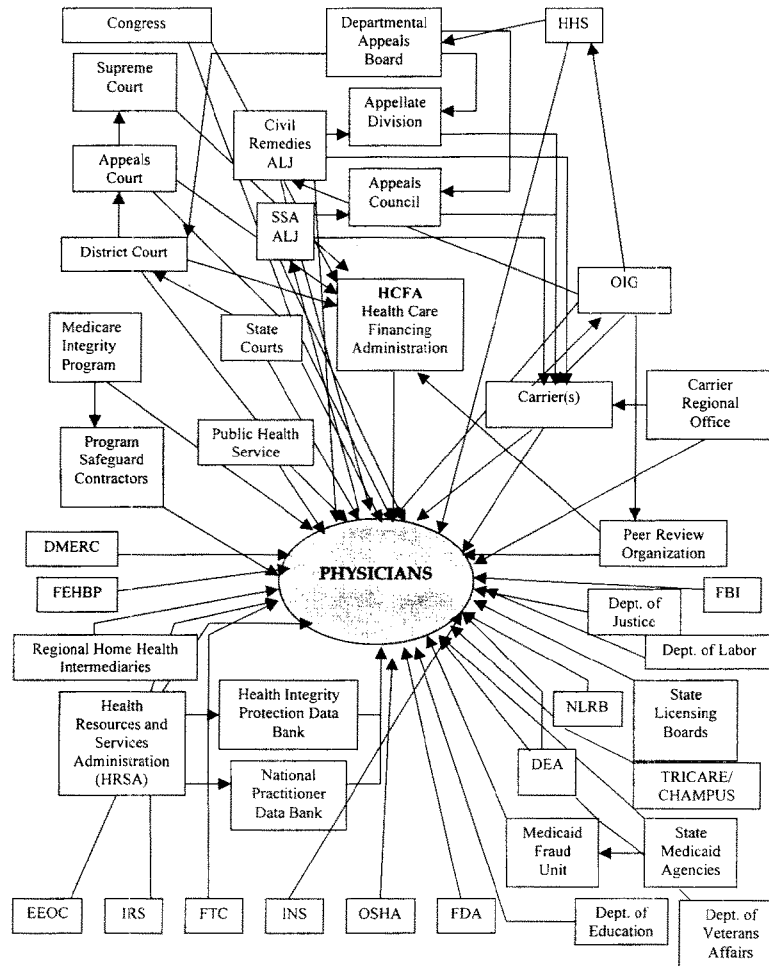 Congress
Departmental
Appeals
Board
HHS
Supreme
Court
Appellate
Division
Civil
Remedies
ALJ
Appeals
Court
Appeals
Council
SSA
ALJ
District Court
OIG
HCFA
Health Care
Financing
Administration
Medicare
Integrity
Program
State
Courts
Carrier(s)
Carrier
Regional
Office
Public Health
Service
Program
Safeguard
Contractors
Peer Review
Organization
DMERC
PHYSICIANS
FEHBP
FBI
Dept. of
Justice
Regional Home Health
Intermediaries
Dept. of Labor
Health
Resources and
Services
Administration
(HRSA)
Health Integrity
Protection Data
Bank
NLRB
State
Licensing
Boards
National
Practitioner
Data Bank
DEA
TRICARE/
CHAMPUS
Medicaid
Fraud
Unit
State
Medicaid
Agencies
EEOC
IRS
FTC
INS
OSHA
FDA
Dept. of
Education
Dept. of
Veterans
Affairs